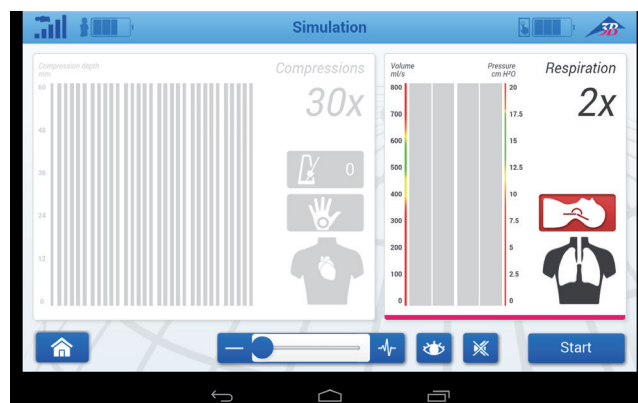 Simulation
3B
Compression depth
mm
Compressions
30x
60
48
36
24
12
0
0
Volume
ml/s
Pressure
cm H²O
Respiration
2x
800
700
600
500
400
300
200
100
0
20
17.5
15
12.5
10
7.5
5
2.5
0
Start